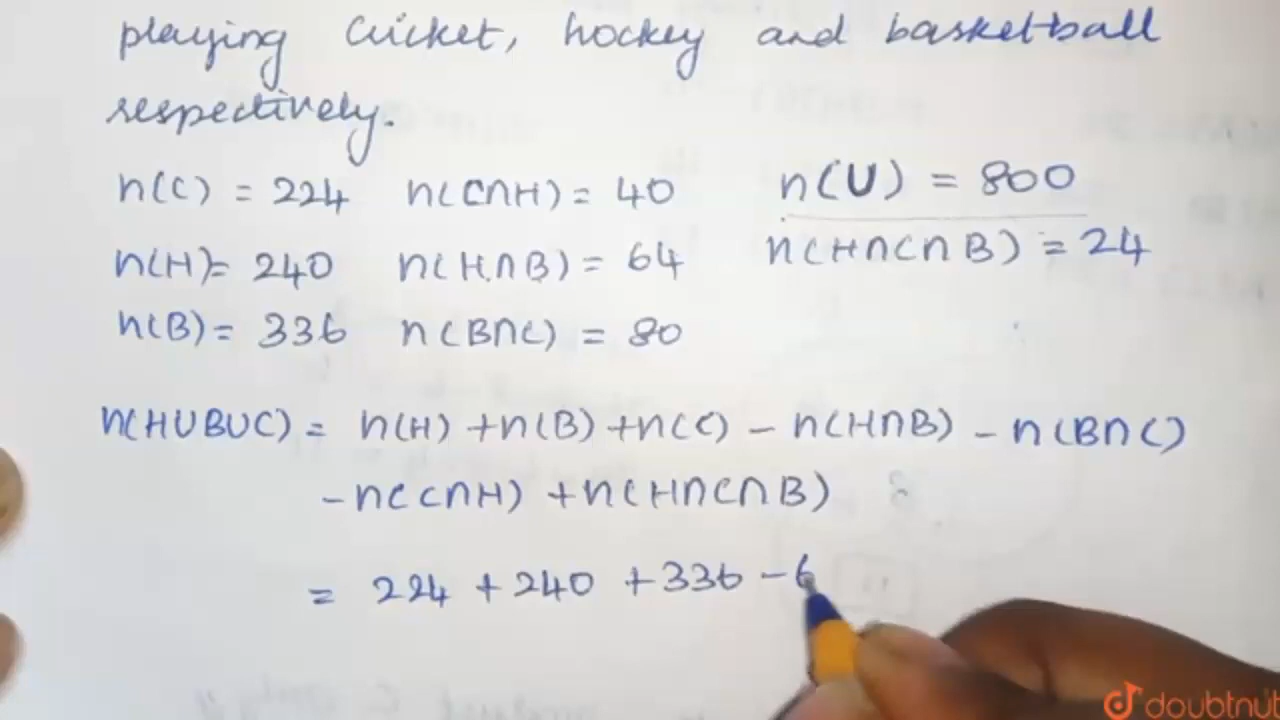 playing cricket, hockey and basketball
respectively.
n(C) = 224 n(C∩H) = 40 n(U) = 800
n(H)= 240 n(H∩B) = 64 n(H∩C∩B) = 24
n(B)= 336 n(B∩C) = 80
n(H∪B∪C) = n(H) +n(B) +n(C) - n(H∩B) - n(B∩C)
-n(C∩H) +n(H∩C∩B)
= 224 + 240 + 336 - 6
doubtnut